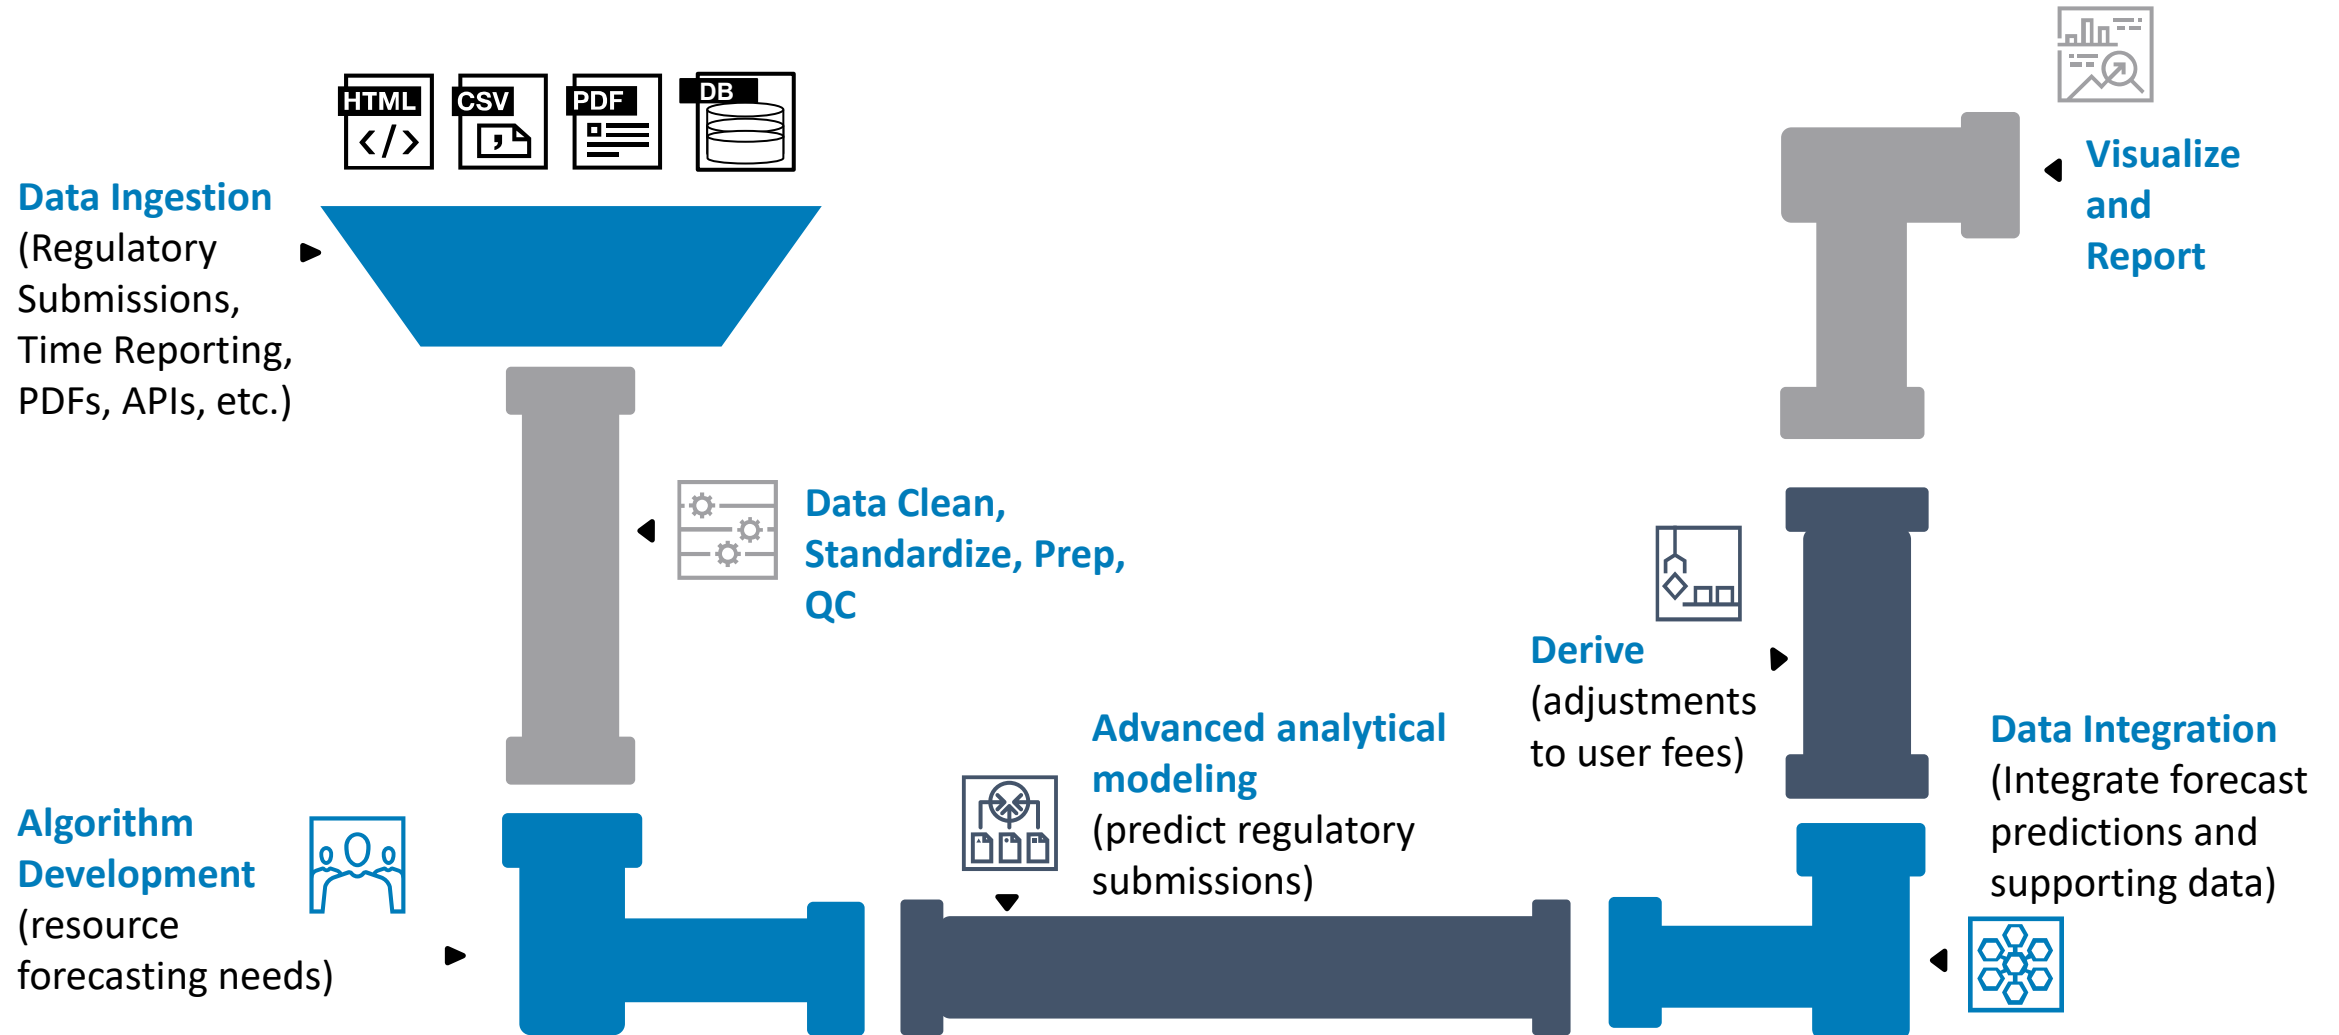 HTML
CSV
PDF
DB
Data Ingestion
(Regulatory
Submissions,
Time Reporting,
PDFs, APIs, etc.)
Data Clean,
Standardize, Prep,
QC
Algorithm
Development
(resource
forecasting needs)
Advanced analytical
modeling
(predict regulatory
submissions)
Data Integration
(Integrate forecast
predictions and
supporting data)
Derive
(adjustments
to user fees)
Visualize
and
Report